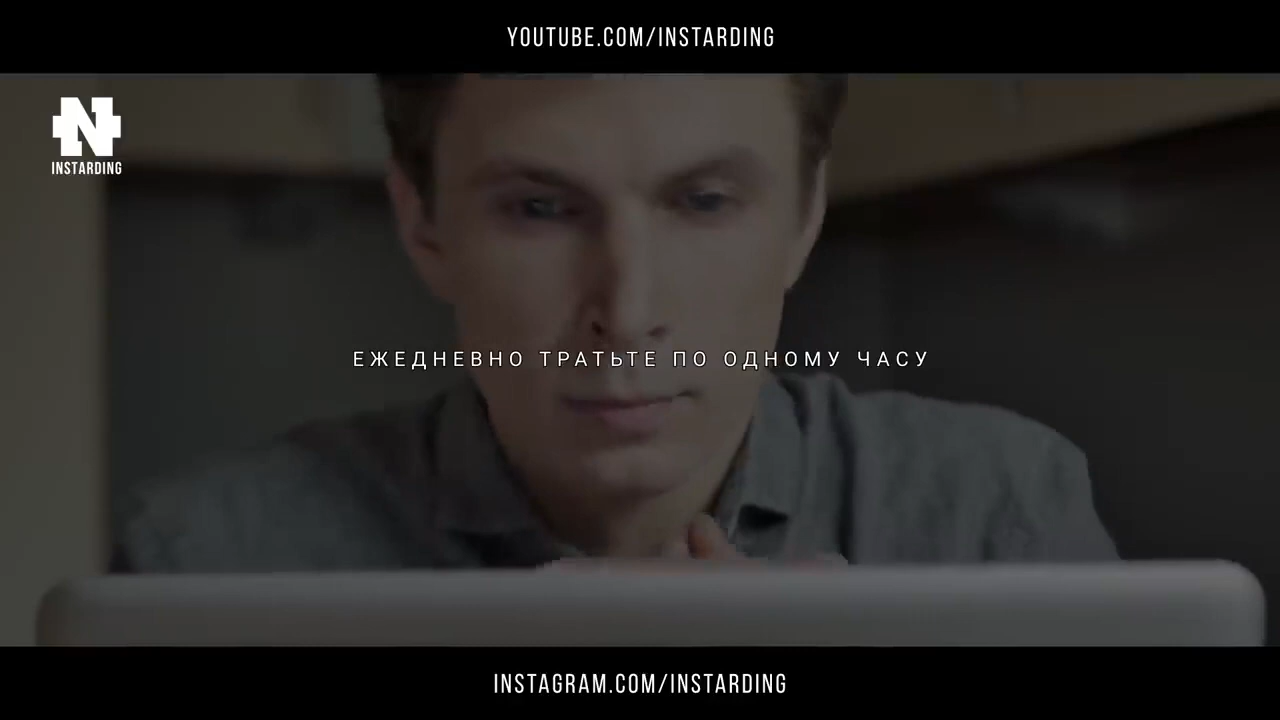 YOUTUBE.COM/INSTARDING
N
INSTARDING
ЕЖЕДНЕВНО ТРАТЬТЕ ПО ОДНОМУ ЧАСУ
INSTAGRAM.COM/INSTARDING